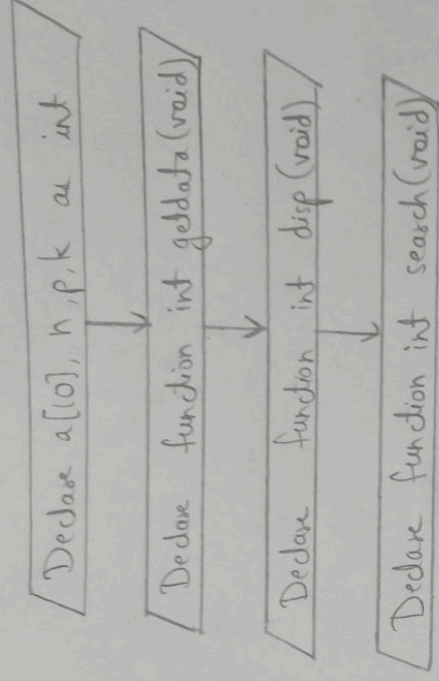 Declare a[10], n,p,k as int
Declare function int getdata(void)
Declare function int disp(void)
Declare function int search(void)